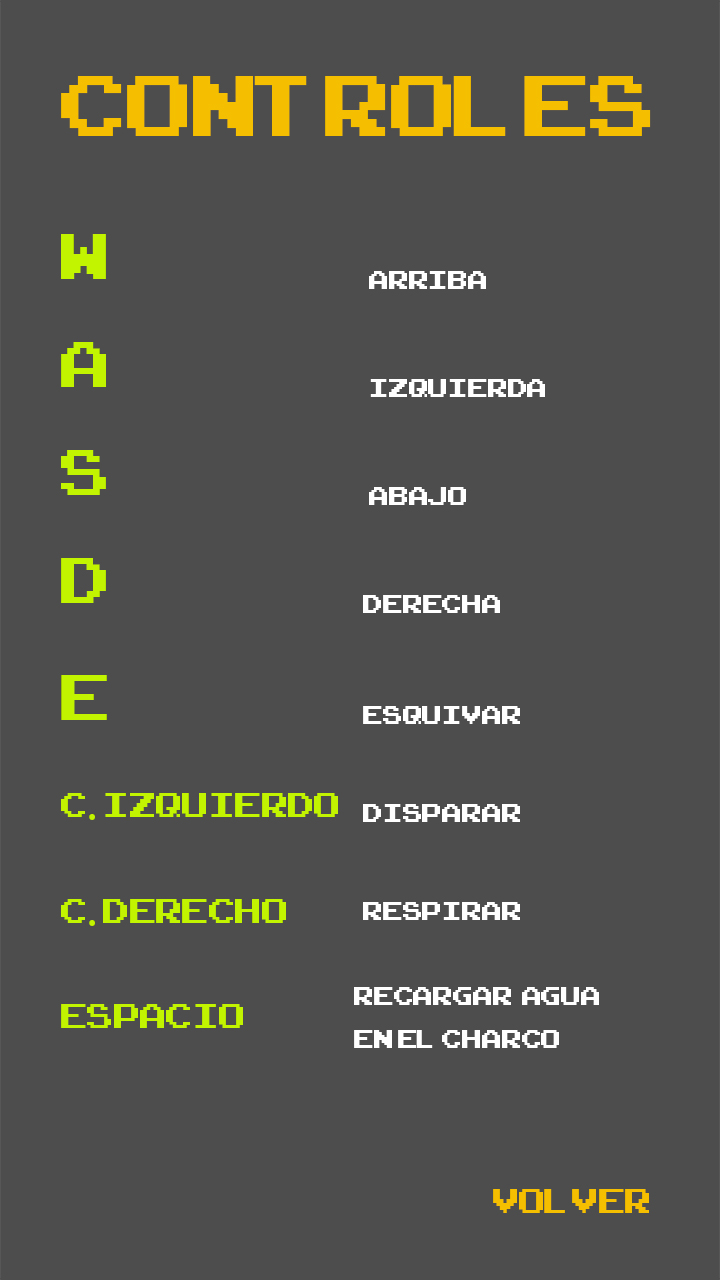 CONTROLES
W ARRIBA
A IZQUIERDA
S ABAJO
D DERECHA
E ESQUIVAR
C.IZQUIERDO DISPARAR
C.DERECHO RESPIRAR
ESPACIO RECARGAR AGUA
EN EL CHARCO
VOLVER